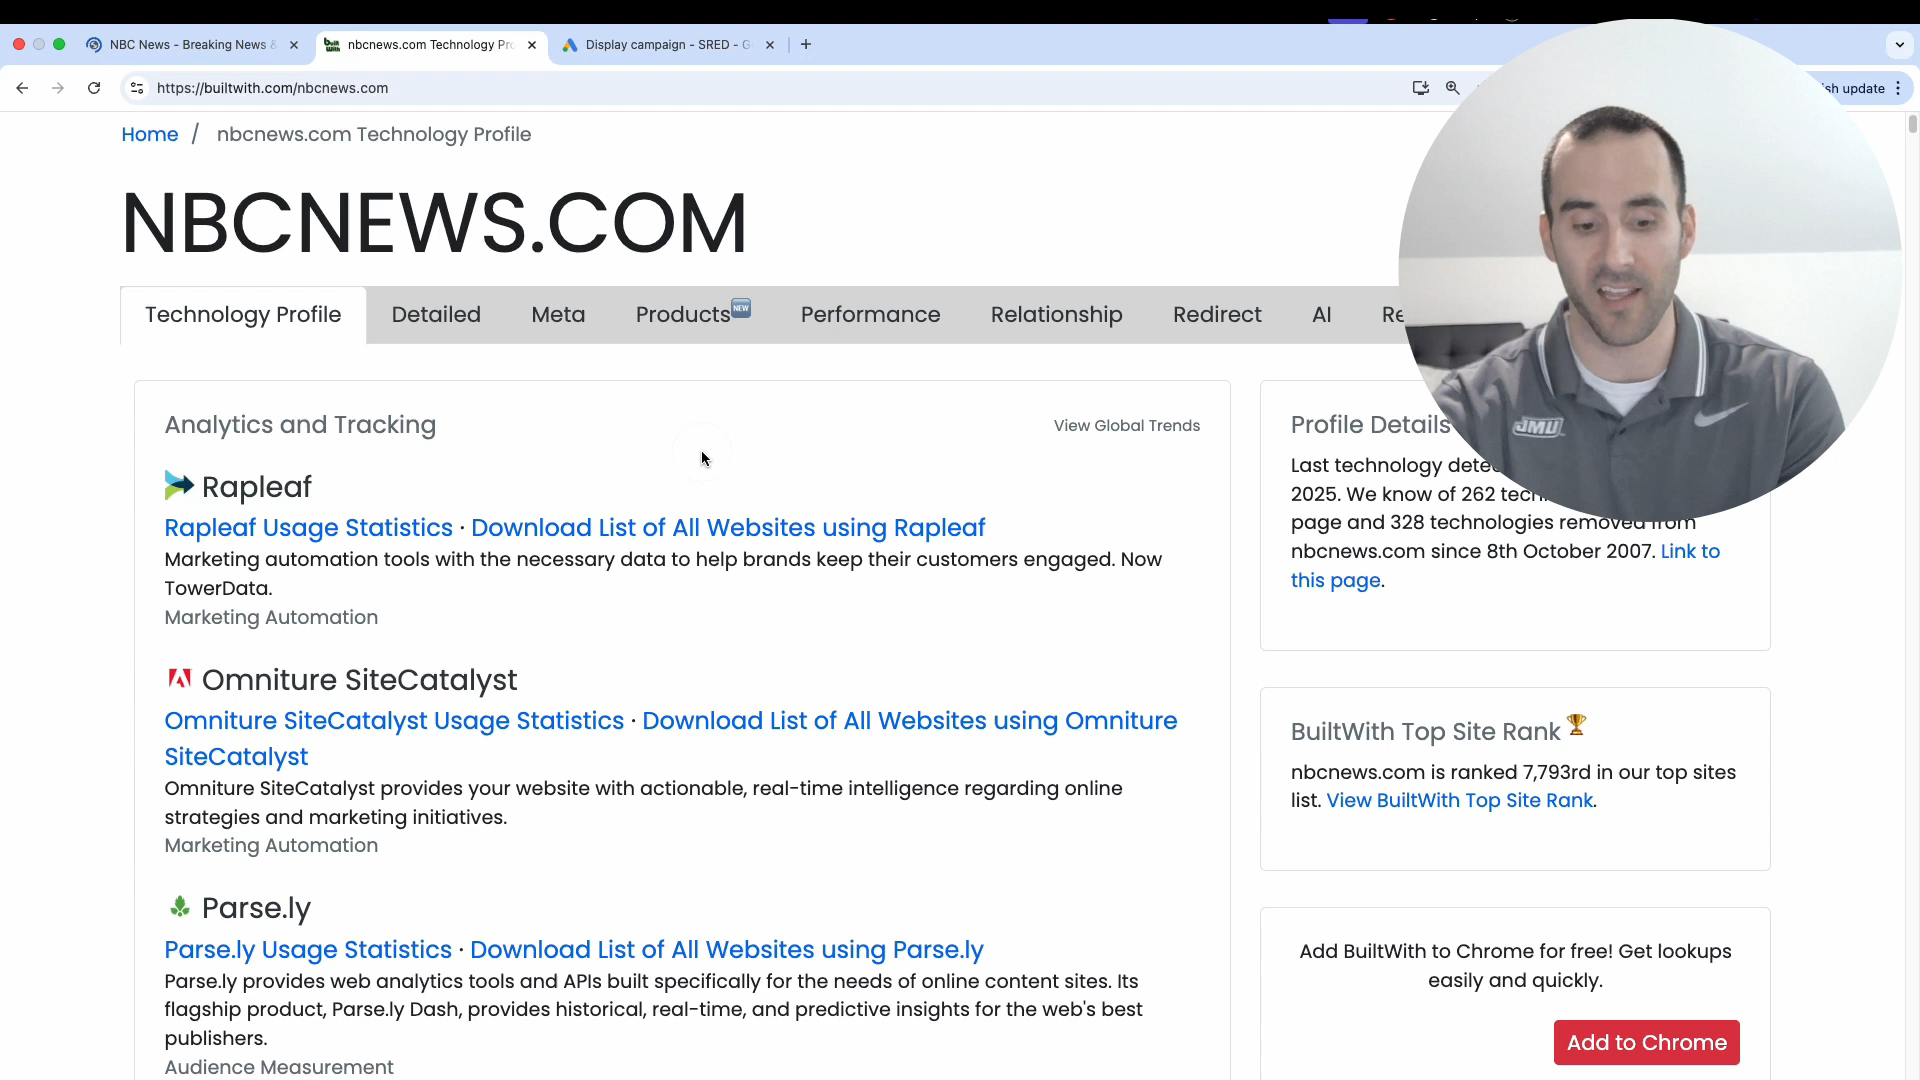 NBC News - Breaking News &
nbcnews.com Technology Pro
Display campaign - SRED - G
https://builtwith.com/nbcnews.com
sh update
Home / nbcnews.com Technology Profile
NBCNEWS.COM
Technology Profile
Detailed
Meta
Products NEW
Performance
Relationship
Redirect
AI
Re
Analytics and Tracking
View Global Trends
Rapleaf
Rapleaf Usage Statistics · Download List of All Websites using Rapleaf
Marketing automation tools with the necessary data to help brands keep their customers engaged. Now
TowerData.
Marketing Automation
Omniture SiteCatalyst
Omniture SiteCatalyst Usage Statistics · Download List of All Websites using Omniture
SiteCatalyst
Omniture SiteCatalyst provides your website with actionable, real-time intelligence regarding online
strategies and marketing initiatives.
Marketing Automation
Parse.ly
Parse.ly Usage Statistics · Download List of All Websites using Parse.ly
Parse.ly provides web analytics tools and APIs built specifically for the needs of online content sites. Its
flagship product, Parse.ly Dash, provides historical, real-time, and predictive insights for the web's best
publishers.
Audience Measurement
Profile Details
Last technology dete
2025. We know of 262 tech
page and 328 technologies removed from
nbcnews.com since 8th October 2007. Link to
this page.
BuiltWith Top Site Rank
nbcnews.com is ranked 7,793rd in our top sites
list. View BuiltWith Top Site Rank.
Add BuiltWith to Chrome for free! Get lookups
easily and quickly.
Add to Chrome
JMU